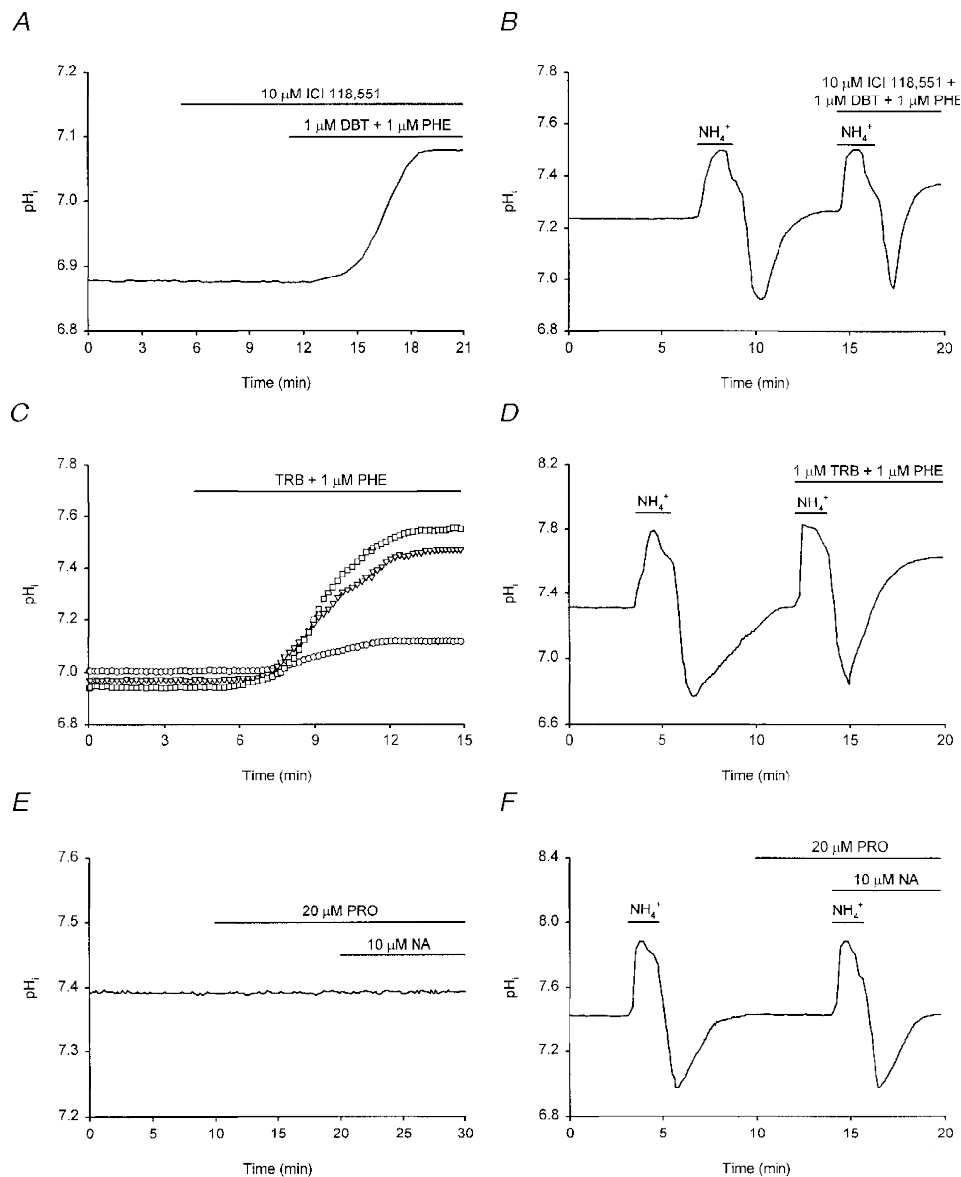 A
7.2
7.1
7.0
6.9
6.8
pHi
10 µM ICI 118,551
1 µM DBT + 1 µM PHE
0 3 6 9 12 15 18 21
Time (min)
B
7.8
7.6
7.4
7.2
7.0
6.8
pHi
10 µM ICI 118,551 +
1 µM DBT + 1 µM PHE
NH4+ NH4+
0 5 10 15 20
Time (min)
C
7.8
7.6
7.4
7.2
7.0
6.8
pHi
TRB + 1 µM PHE
0 3 6 9 12 15
Time (min)
D
8.2
7.8
7.4
7.0
6.6
pHi
1 µM TRB + 1 µM PHE
NH4+ NH4+
0 5 10 15 20
Time (min)
E
7.6
7.5
7.4
7.3
7.2
pHi
20 µM PRO
10 µM NA
0 5 10 15 20 25 30
Time (min)
F
8.4
8.0
7.6
7.2
6.8
pHi
20 µM PRO
10 µM NA
NH4+ NH4+
0 5 10 15 20
Time (min)